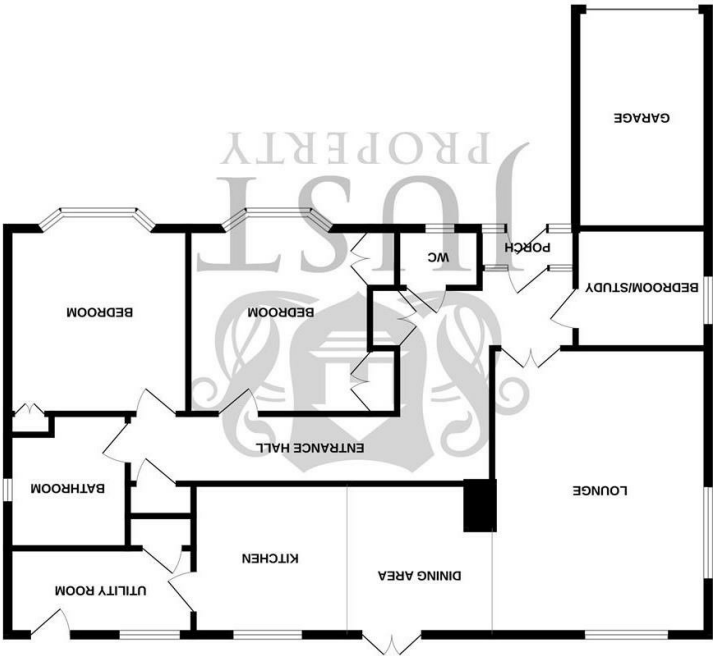 UTILITY ROOM
DINING AREA
KITCHEN
LOUNGE
BATHROOM
ENTRANCE HALL
BEDROOM
BEDROOM
BEDROOM/STUDY
WC
PORCH
JUST
PROPERTY
GARAGE